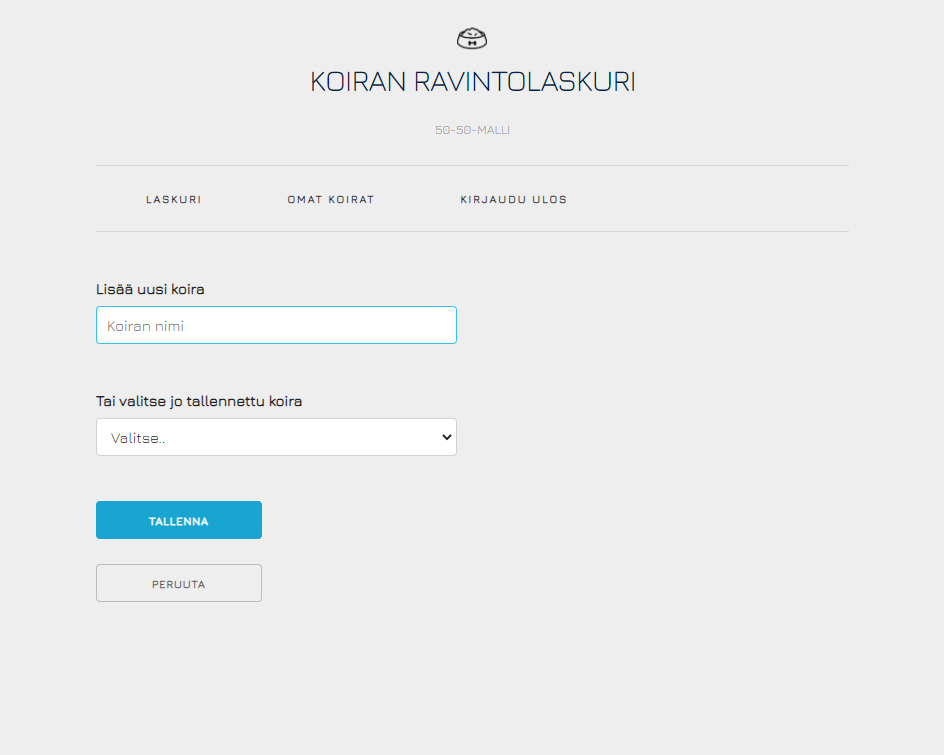 KOIRAN RAVINTOLASKURI
50-50-MALLI
LASKURI OMAT KOIRAT KIRJAUDU ULOS
Lisää uusi koira
Koiran nimi
Tai valitse jo tallennettu koira
Valitse..
TALLENNA
PERUUTA